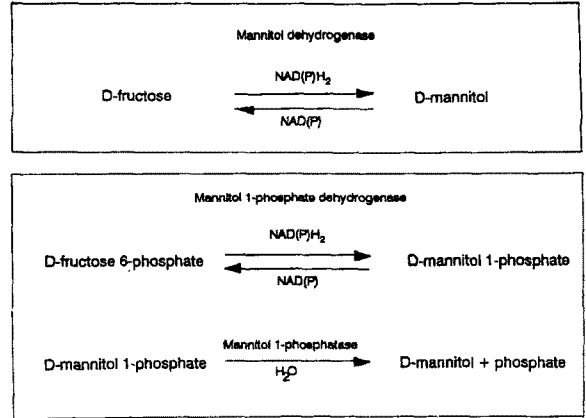 Mannitol dehydrogenase
NAD(P)H2
D-fructose D-mannitol
NAD(P)
Mannitol 1-phosphate dehydrogenase
NAD(P)H2
D-fructose 6-phosphate D-mannitol 1-phosphate
NAD(P)
Mannitol 1-phosphatase
D-mannitol 1-phosphate D-mannitol + phosphate
H2O